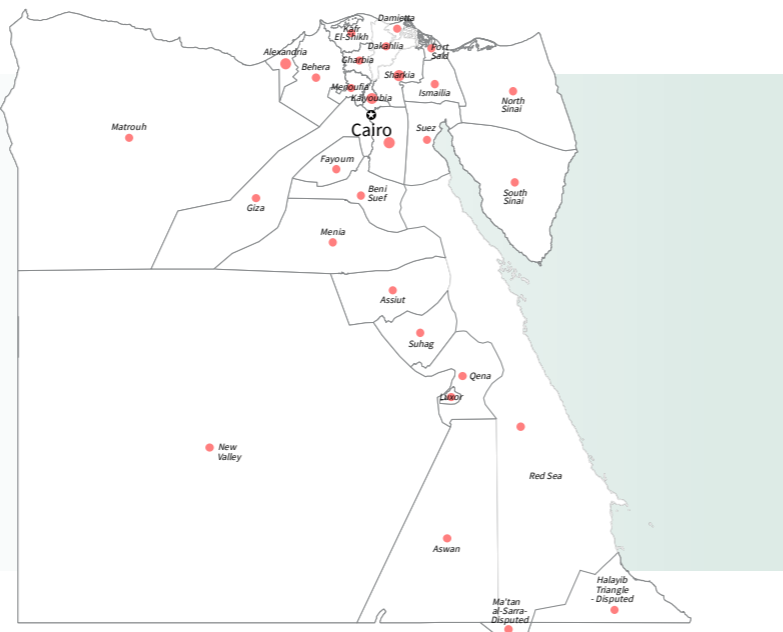 Damietta
Kafr
El-Shikh
Dakahlia
Port
Said
Alexandria
Behera
Gharbia
Sharkia
Menoufia
Kalyoubia
Ismailia
North
Sinai
Matrouh
Cairo
Suez
Fayoum
Giza
Beni
Suef
South
Sinai
Menia
Assiut
Suhag
Qena
Luxor
New
Valley
Red Sea
Aswan
Halayib
Triangle
- Disputed
Ma'tan
al-Sarra-
Disputed